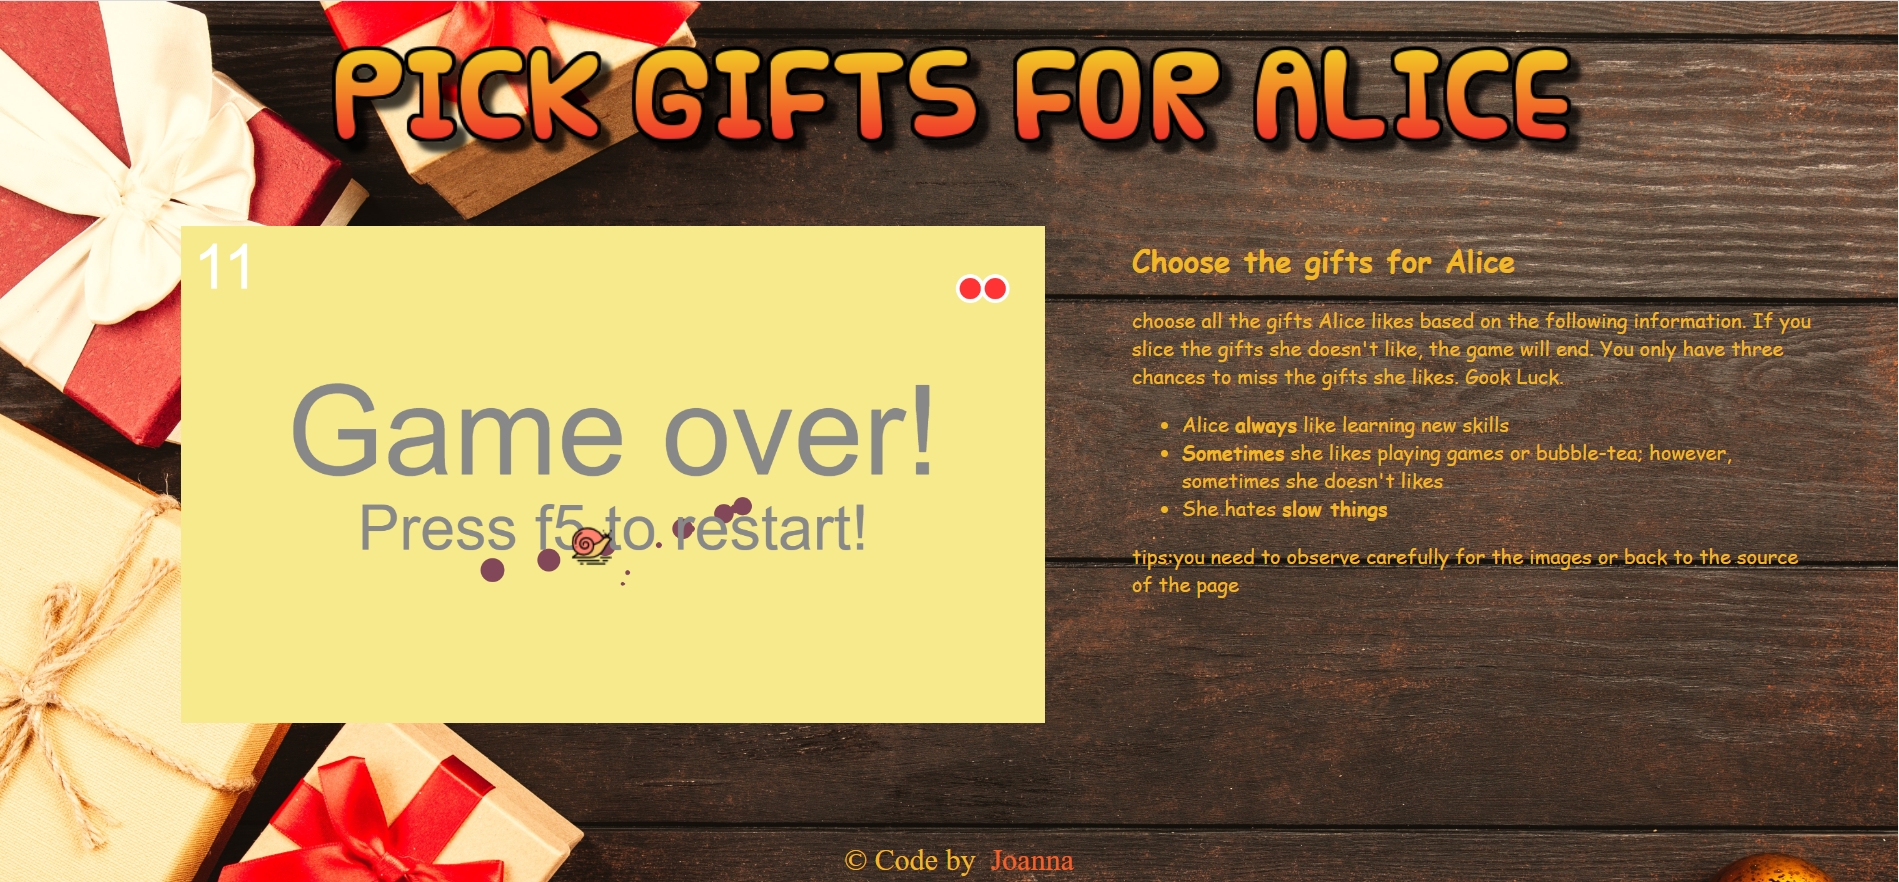 PICK GIFTS FOR ALICE
11
Game over!
Press f5 to restart!
Choose the gifts for Alice
choose all the gifts Alice likes based on the following information. If you
slice the gifts she doesn't like, the game will end. You only have three
chances to miss the gifts she likes. Gook Luck.
Alice always like learning new skills
Sometimes she likes playing games or bubble-tea; however,
sometimes she doesn't likes
She hates slow things
tips:you need to observe carefully for the images or back to the source
of the page
© Code by Joanna